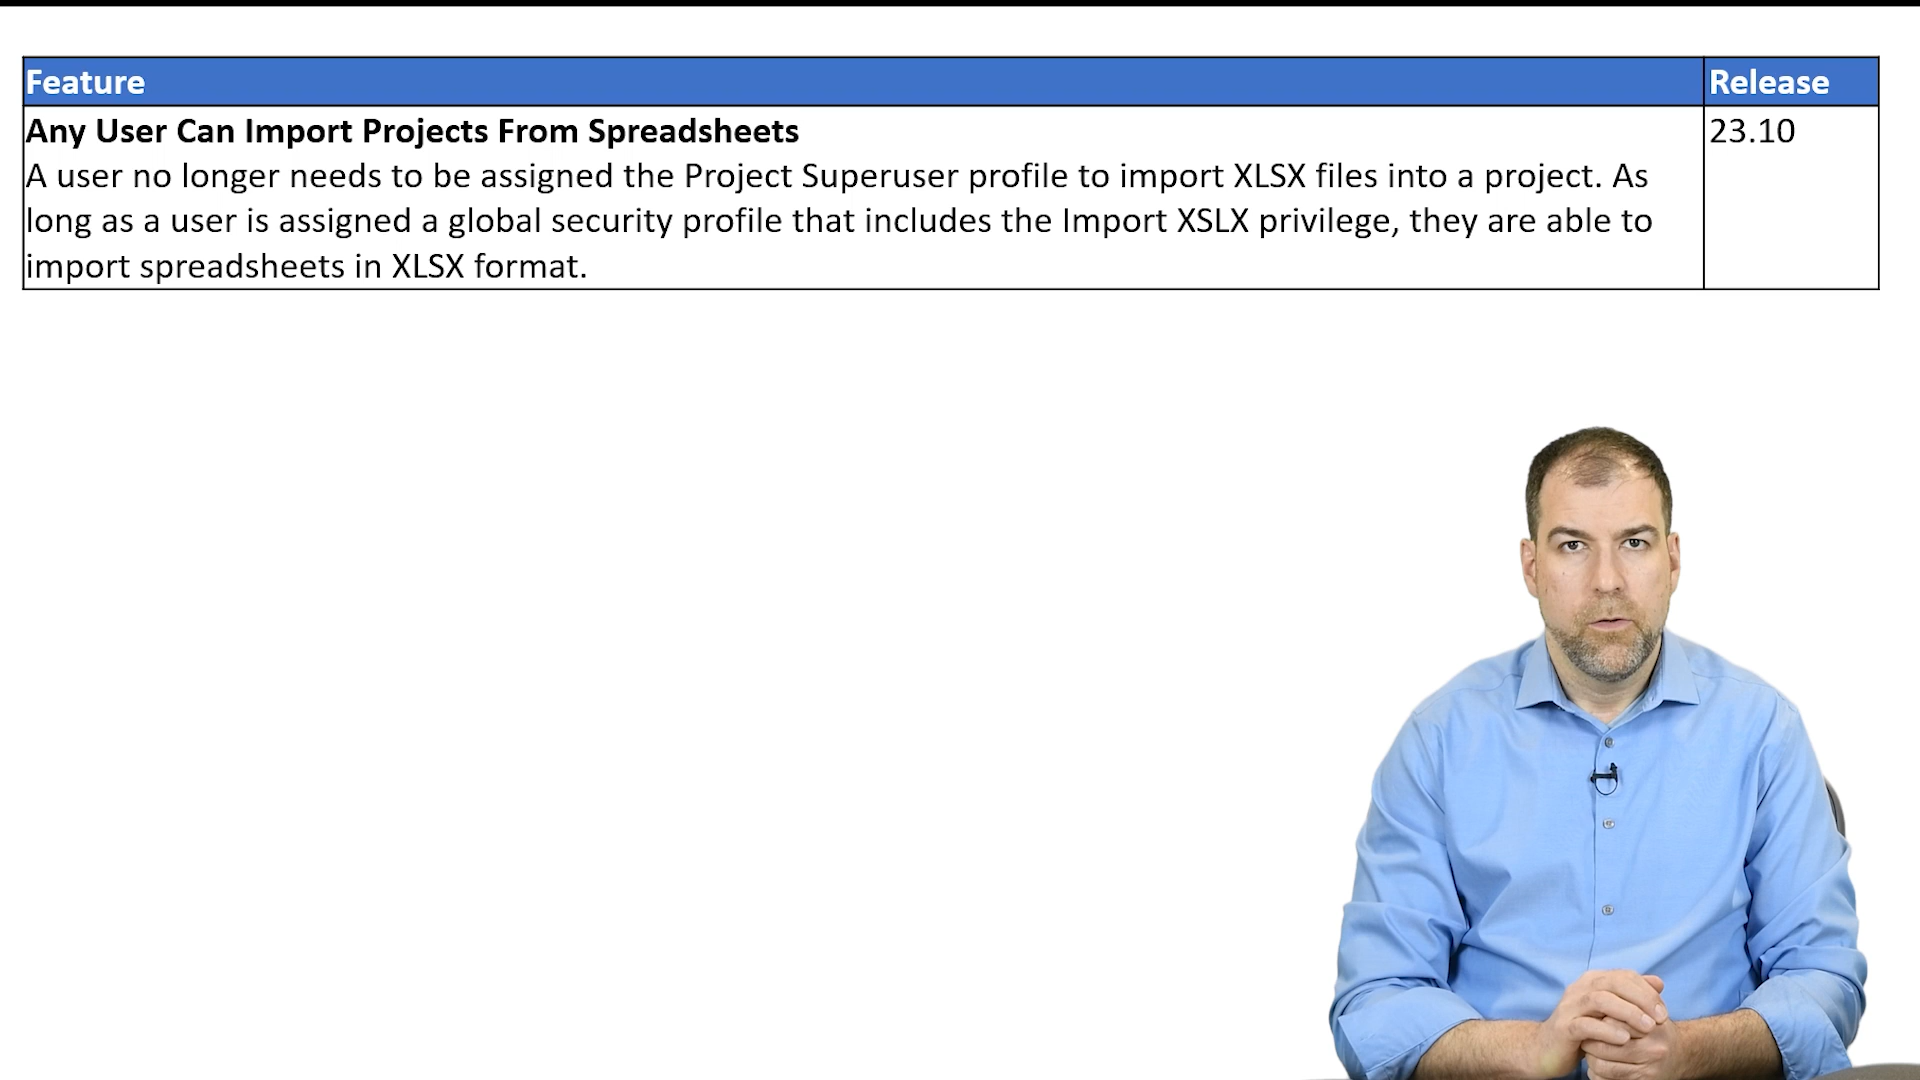 Feature
Release
Any User Can Import Projects From Spreadsheets
23.10
A user no longer needs to be assigned the Project Superuser profile to import XLSX files into a project. As
long as a user is assigned a global security profile that includes the Import XSLX privilege, they are able to
import spreadsheets in XLSX format.